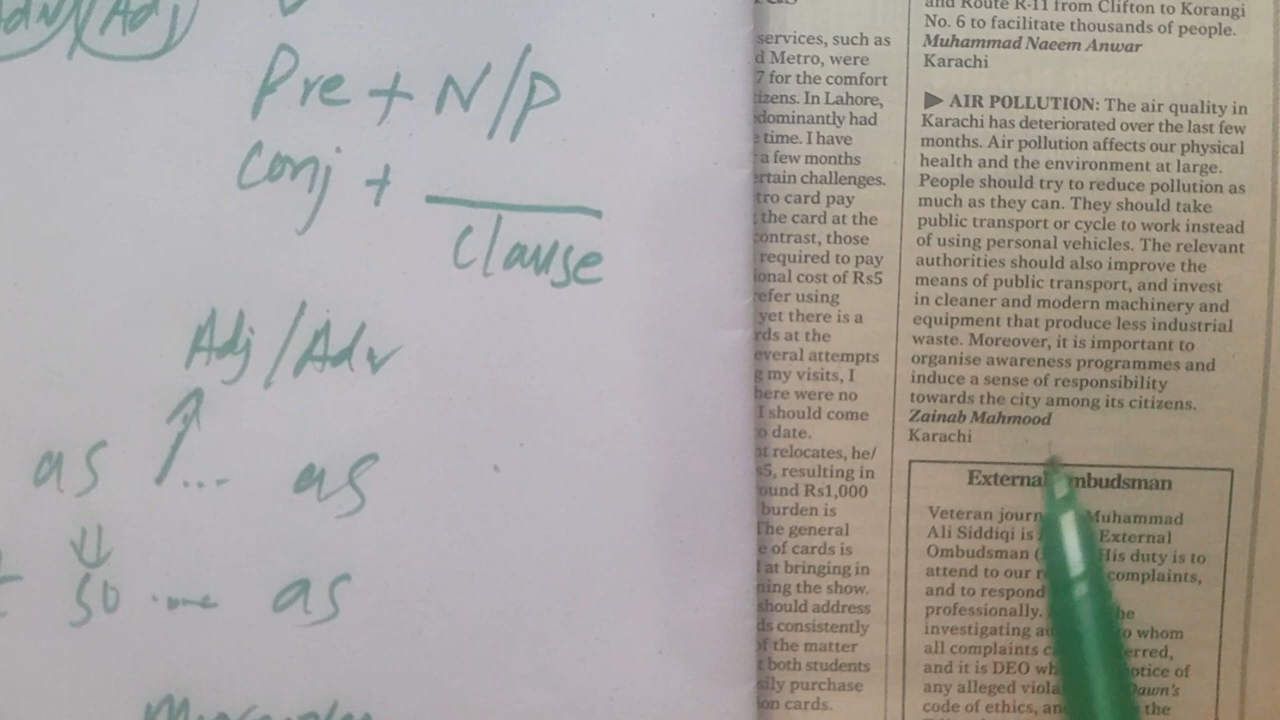 Adj
Pre + N/P
Conj +
Clause
Adj/Adv
as ... as
so ... as
services, such as
d Metro, were
7 for the comfort
izens. In Lahore,
dominantly had
time. I have
a few months
ertain challenges.
tro card pay
the card at the
contrast, those
required to pay
ional cost of Rs5
efer using
yet there is a
rds at the
everal attempts
g my visits, I
here were no
I should come
o date.
at relocates, he/
s5, resulting in
ound Rs1,000
burden is
The general
e of cards is
l at bringing in
ning the show.
should address
ds consistently
of the matter
t both students
sily purchase
ion cards.
and Route R-11 from Clifton to Korangi
No. 6 to facilitate thousands of people.
Muhammad Naeem Anwar
Karachi
▶ AIR POLLUTION: The air quality in
Karachi has deteriorated over the last few
months. Air pollution affects our physical
health and the environment at large.
People should try to reduce pollution as
much as they can. They should take
public transport or cycle to work instead
of using personal vehicles. The relevant
authorities should also improve the
means of public transport, and invest
in cleaner and modern machinery and
equipment that produce less industrial
waste. Moreover, it is important to
organise awareness programmes and
induce a sense of responsibility
towards the city among its citizens.
Zainab Mahmood
Karachi
External mbudsman
Veteran journ Muhammad
Ali Siddiqi is External
Ombudsman ( His duty is to
attend to our r complaints,
and to respond
professionally. he
investigating au o whom
all complaints c erred,
and it is DEO wh otice of
any alleged viola Dawn's
code of ethics, an the